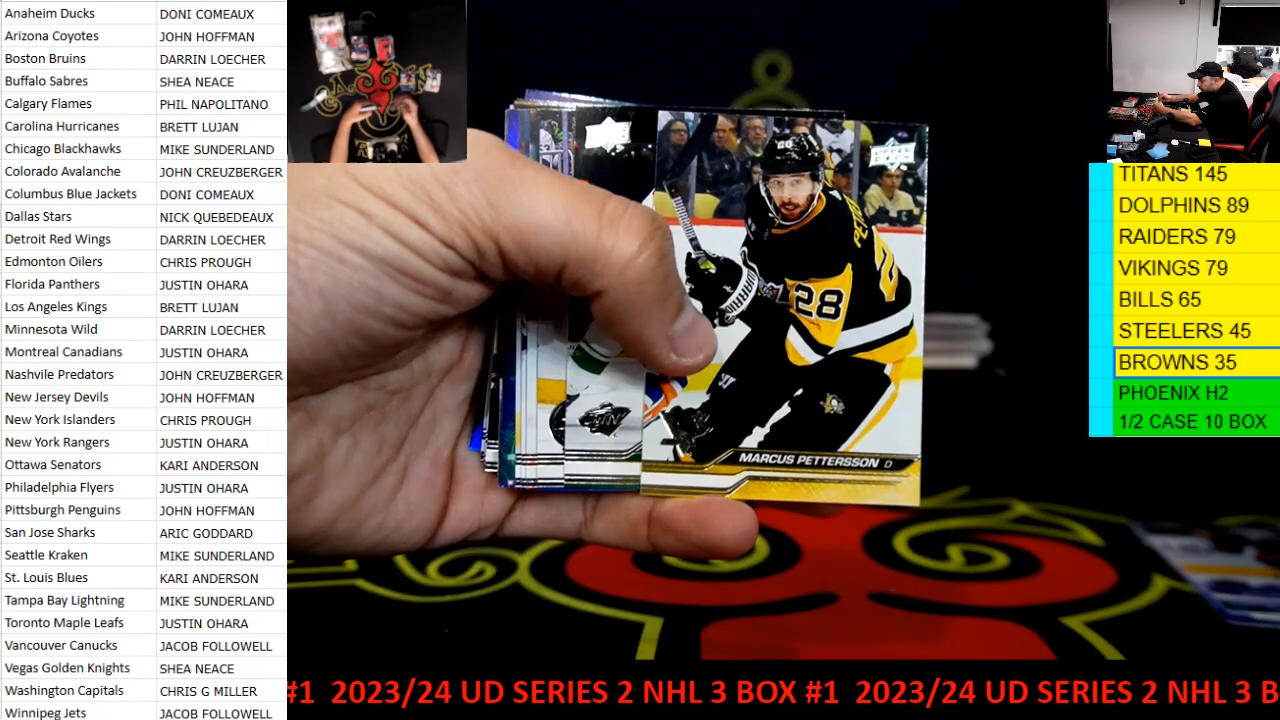 Anaheim Ducks DONI COMEAUX
Arizona Coyotes JOHN HOFFMAN
Boston Bruins DARRIN LOECHER
Buffalo Sabres SHEA NEACE
Calgary Flames PHIL NAPOLITANO
Carolina Hurricanes BRETT LUJAN
Chicago Blackhawks MIKE SUNDERLAND
Colorado Avalanche JOHN CREUZBERGER
Columbus Blue Jackets DONI COMEAUX
Dallas Stars NICK QUEBEDEAUX
Detroit Red Wings DARRIN LOECHER
Edmonton Oilers CHRIS PROUGH
Florida Panthers JUSTIN OHARA
Los Angeles Kings BRETT LUJAN
Minnesota Wild DARRIN LOECHER
Montreal Canadians JUSTIN OHARA
Nashvile Predators JOHN CREUZBERGER
New Jersey Devils JOHN HOFFMAN
New York Islanders CHRIS PROUGH
New York Rangers JUSTIN OHARA
Ottawa Senators KARI ANDERSON
Philadelphia Flyers JUSTIN OHARA
Pittsburgh Penguins JOHN HOFFMAN
San Jose Sharks ARIC GODDARD
Seattle Kraken MIKE SUNDERLAND
St. Louis Blues KARI ANDERSON
Tampa Bay Lightning MIKE SUNDERLAND
Toronto Maple Leafs JUSTIN OHARA
Vancouver Canucks JACOB FOLLOWELL
Vegas Golden Knights SHEA NEACE
Washington Capitals CHRIS G MILLER
Winnipeg Jets JACOB FOLLOWELL
UPPER DECK
28
MARCUS PETTERSSON D
TITANS 145
DOLPHINS 89
RAIDERS 79
VIKINGS 79
BILLS 65
STEELERS 45
BROWNS 35
PHOENIX H2
1/2 CASE 10 BOX
#1 2023/24 UD SERIES 2 NHL 3 BOX #1 2023/24 UD SERIES 2 NHL 3 B